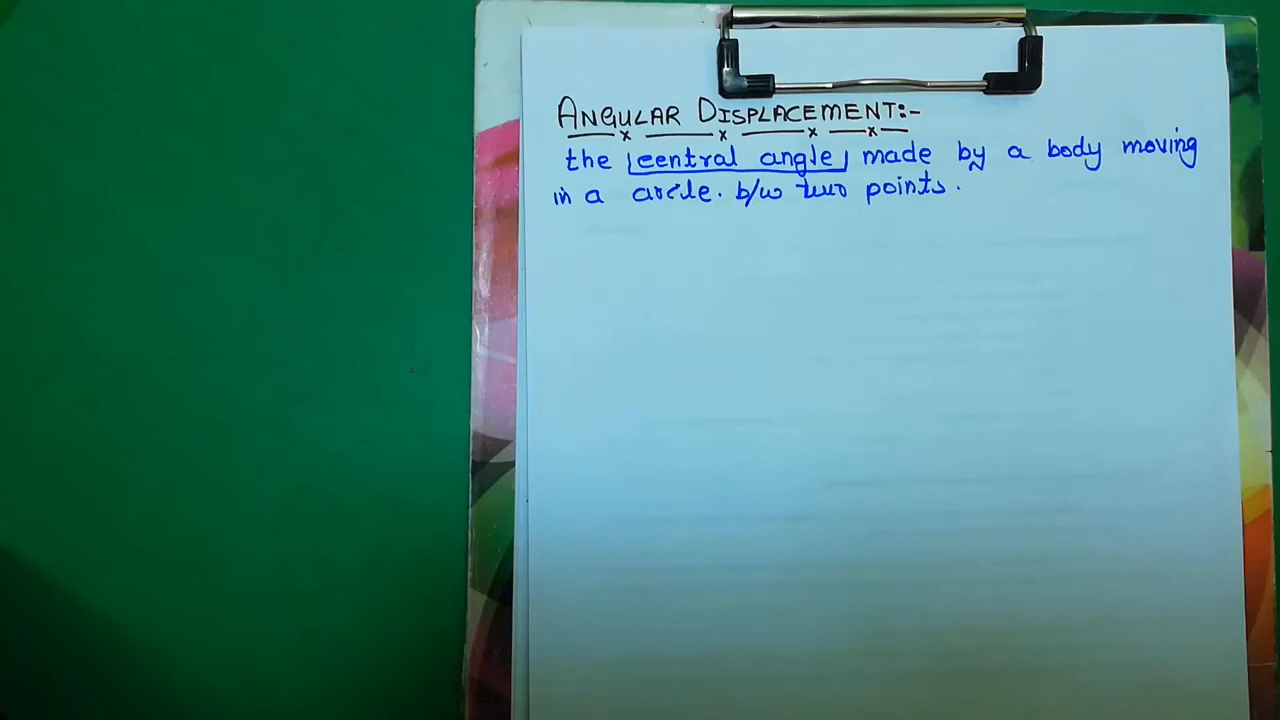 ANGULAR DISPLACEMENT:-
the central angle made by a body moving
in a circle. b/w two points.